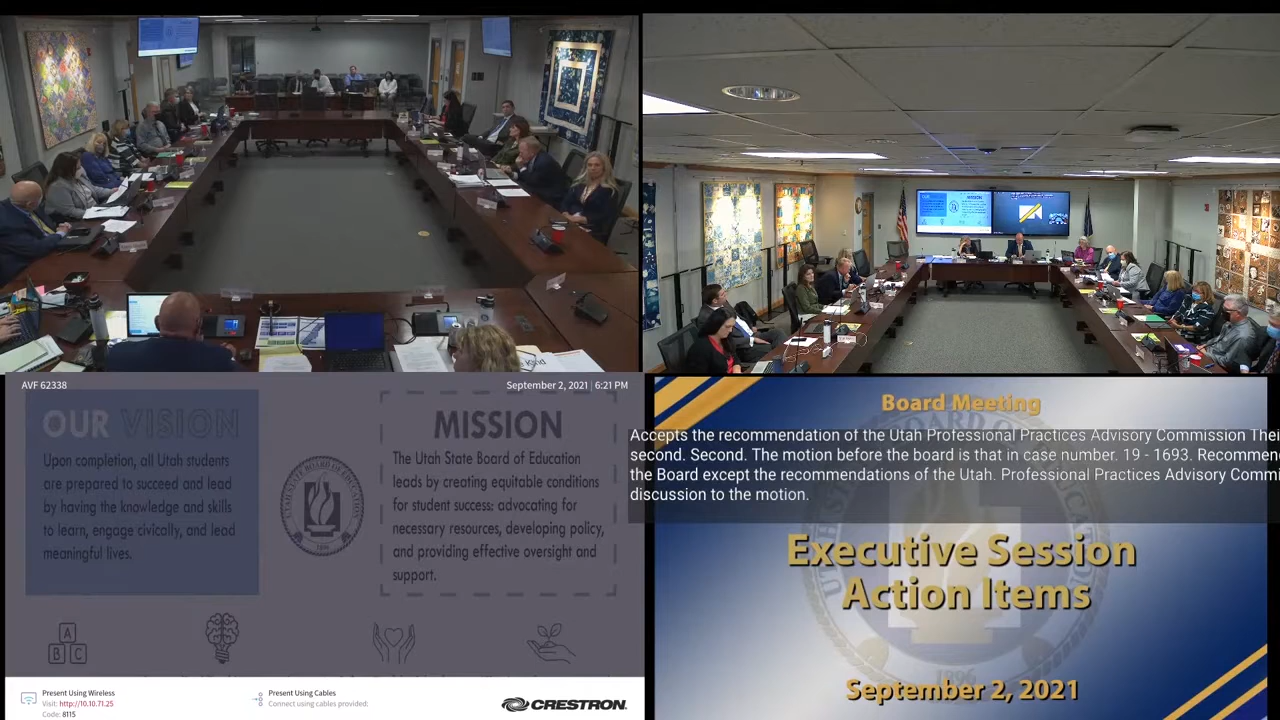 AVF 62338
September 2, 2021 | 6:21 PM
OUR VISION
Upon completion, all Utah students
are prepared to succeed and lead
by having the knowledge and skills
to learn, engage civically, and lead
meaningful lives.
MISSION
The Utah State Board of Education
leads by creating equitable conditions
for student success: advocating for
necessary resources, developing policy,
and providing effective oversight and
support.
A
B C
Present Using Wireless
Visit: http://10.10.71.25
Code: 8115
Present Using Cables
Connect using cables provided:
CRESTRON
Board Meeting
Accepts the recommendation of the Utah Professional Practices Advisory Commission Thei
second. Second. The motion before the board is that in case number. 19 - 1693. Recommen
the Board except the recommendations of the Utah. Professional Practices Advisory Commi
discussion to the motion.
Executive Session
Action Items
1896
September 2, 2021